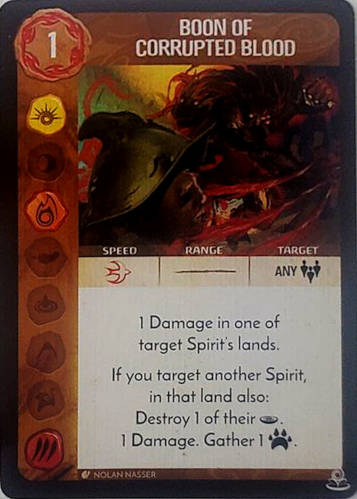 1
BOON OF
CORRUPTED BLOOD
SPEED RANGE TARGET
ANY
1 Damage in one of
target Spirit's lands.
If you target another Spirit,
in that land also:
Destroy 1 of their .
1 Damage. Gather 1 .
NOLAN NASSER